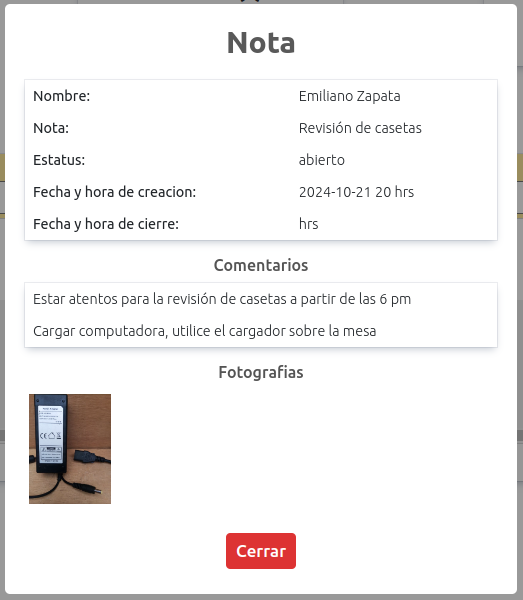 Nota
Nombre: Emiliano Zapata
Nota: Revisión de casetas
Estatus: abierto
Fecha y hora de creacion: 2024-10-21 20 hrs
Fecha y hora de cierre: hrs
Comentarios
Estar atentos para la revisión de casetas a partir de las 6 pm
Cargar computadora, utilice el cargador sobre la mesa
Fotografias
Cerrar